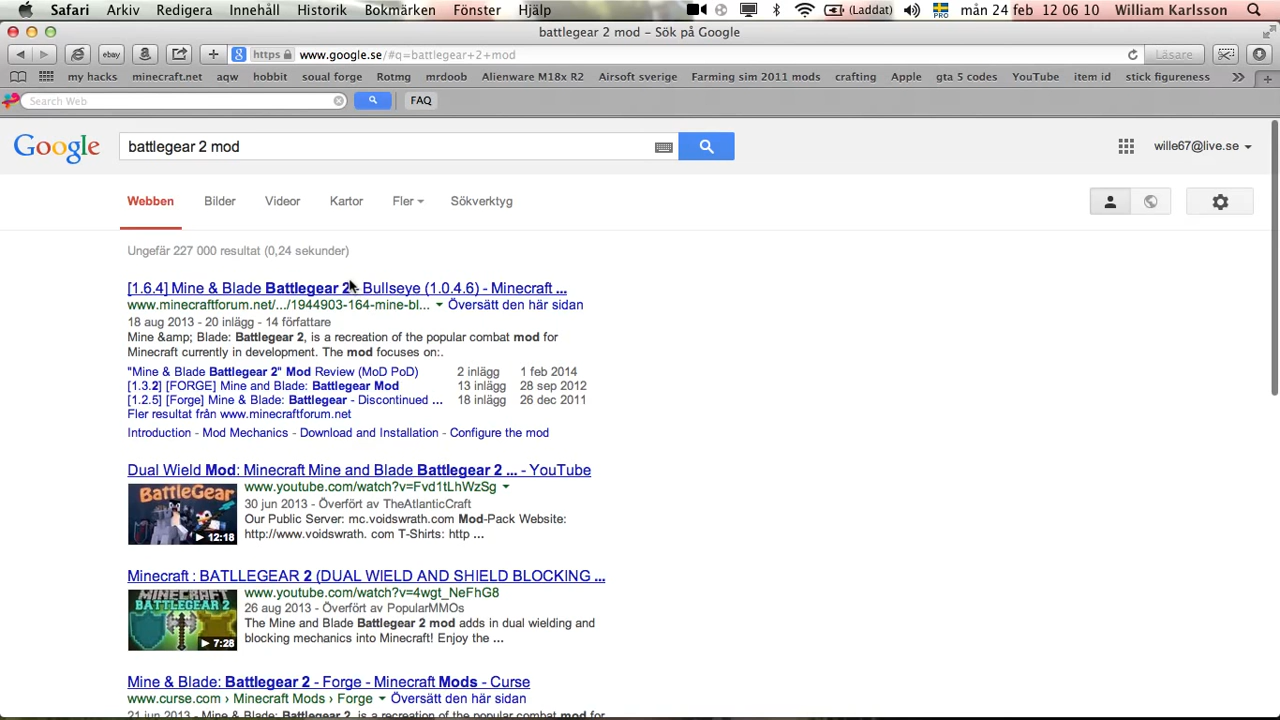 Safari Arkiv Redigera Innehåll Historik Bokmärken Fönster Hjälp (Laddat) mån 24 feb 12 06 10 William Karlsson
battlegear 2 mod - Sök på Google
ebay a + g https www.google.se/#q=battlegear+2+mod Läsare
my hacks minecraft.net aqw hobbit soual forge Rotmg mrdoob Alienware M18x R2 Airsoft sverige Farming sim 2011 mods crafting Apple gta 5 codes YouTube item id stick figureness >> +
Search Web FAQ
Google battlegear 2 mod wille67@live.se
Webben Bilder Videor Kartor Fler Sökverktyg
Ungefär 227 000 resultat (0,24 sekunder)
[1.6.4] Mine & Blade Battlegear 2 - Bullseye (1.0.4.6) - Minecraft ...
www.minecraftforum.net/.../1944903-164-mine-bl... Översätt den här sidan
18 aug 2013 - 20 inlägg - 14 författare
Mine &amp; Blade: Battlegear 2, is a recreation of the popular combat mod for
Minecraft currently in development. The mod focuses on:.
"Mine & Blade Battlegear 2" Mod Review (MoD PoD) 2 inlägg 1 feb 2014
[1.3.2] [FORGE] Mine and Blade: Battlegear Mod 13 inlägg 28 sep 2012
[1.2.5] [Forge] Mine & Blade: Battlegear - Discontinued ... 18 inlägg 26 dec 2011
Fler resultat från www.minecraftforum.net
Introduction - Mod Mechanics - Download and Installation - Configure the mod
Dual Wield Mod: Minecraft Mine and Blade Battlegear 2 ... - YouTube
www.youtube.com/watch?v=Fvd1tLhWzSg
30 jun 2013 - Överfört av TheAtlanticCraft
Our Public Server: mc.voidswrath.com Mod-Pack Website:
http://www.voidswrath. com T-Shirts: http ...
BATTLEGEAR
12:18
Minecraft : BATLLEGEAR 2 (DUAL WIELD AND SHIELD BLOCKING ...
www.youtube.com/watch?v=4wgt_NeFhG8
26 aug 2013 - Överfört av PopularMMOs
The Mine and Blade Battlegear 2 mod adds in dual wielding and
blocking mechanics into Minecraft! Enjoy the ...
MINECRAFT
BATTLEGEAR 2
7:28
Mine & Blade: Battlegear 2 - Forge - Minecraft Mods - Curse
www.curse.com › Minecraft Mods › Forge Översätt den här sidan
21 jun 2013 - Mine & Blade: Battlegear 2, is a recreation of the popular combat mod for